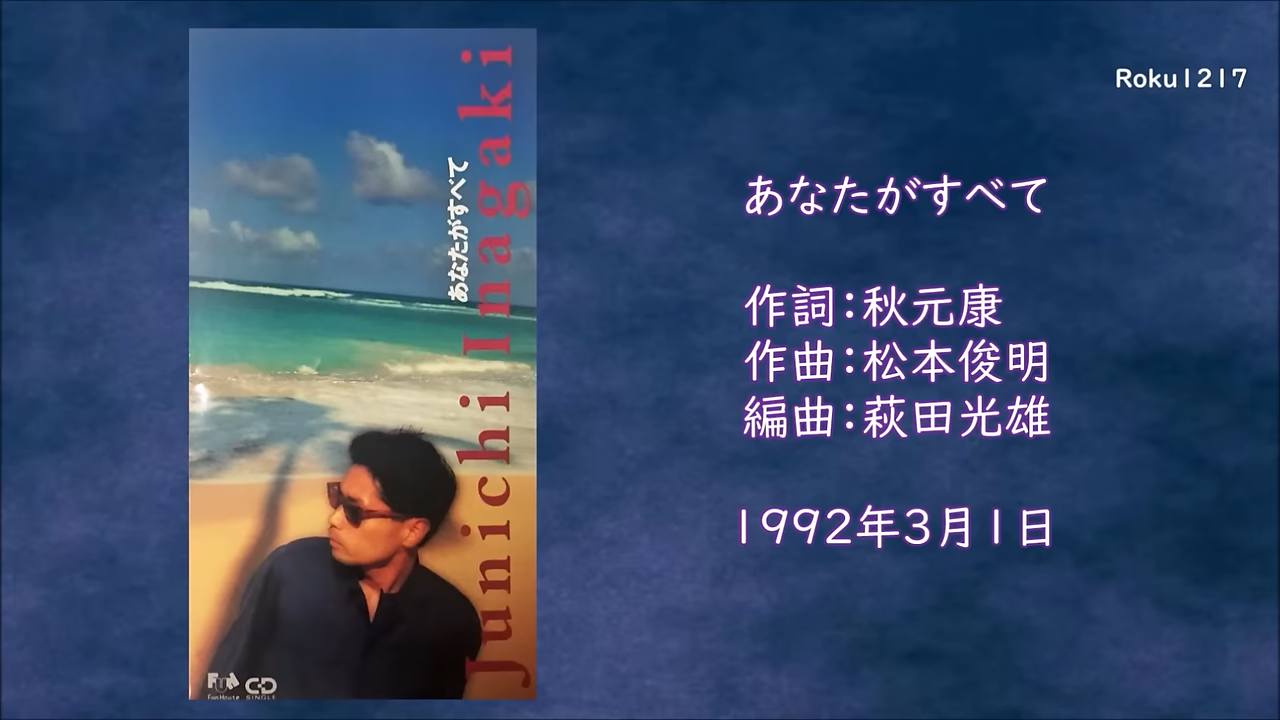 Junichi Inagaki
あなたがすべて
Fun House
CD
SINGLE
Roku1217
あなたがすべて
作詞：秋元康
作曲：松本俊明
編曲：萩田光雄
1992年3月1日